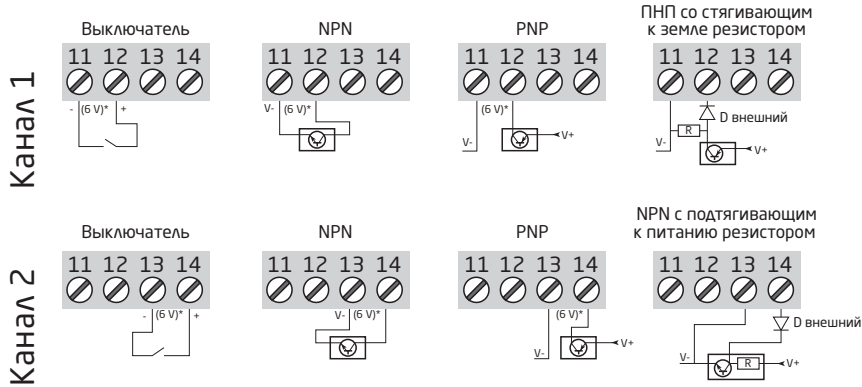 Канал 1
Выключатель
11 12 13 14
- (6 V)* +
NPN
11 12 13 14
V- (6 V)*
PNP
11 12 13 14
(6 V)*
V- V+
ПНП со стягивающим
к земле резистором
11 12 13 14
D внешний
R
V- V+
Канал 2
Выключатель
11 12 13 14
- (6 V)* +
NPN
11 12 13 14
V- (6 V)*
PNP
11 12 13 14
(6 V)*
V- V+
NPN с подтягивающим
к питанию резистором
11 12 13 14
D внешний
V- R V+